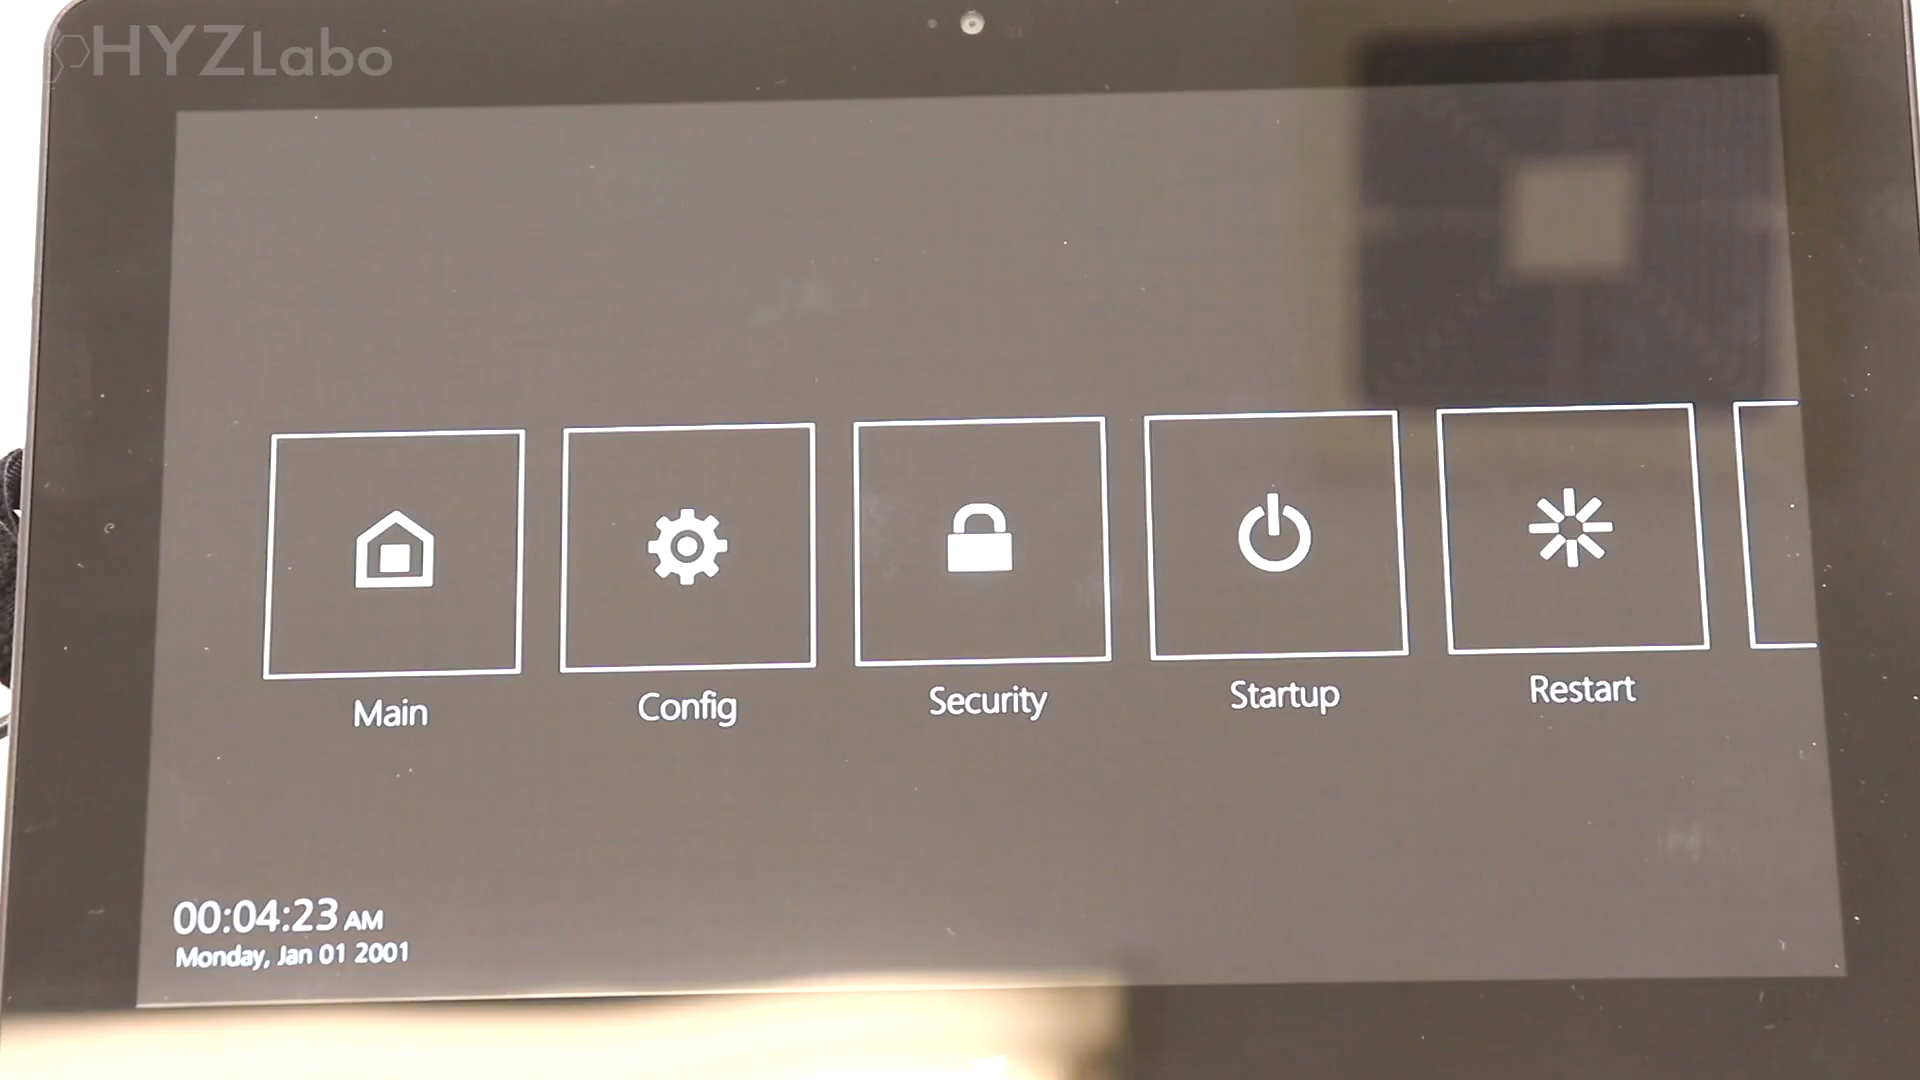 HYZLabo
Main
Config
Security
Startup
Restart
00:04:23 AM
Monday, Jan 01 2001